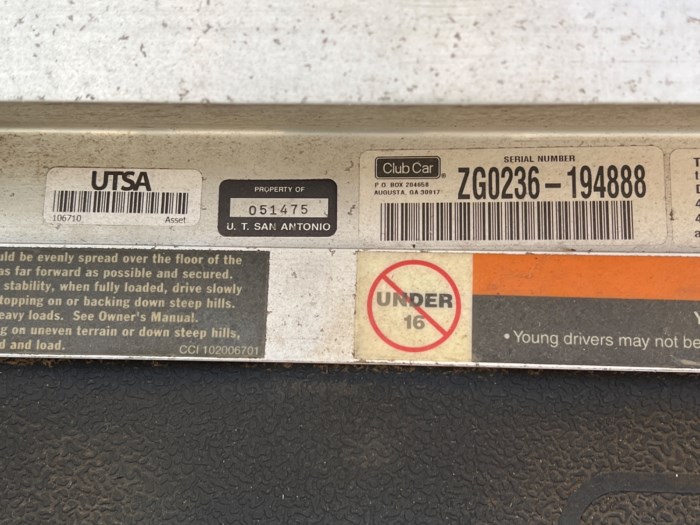 UTSA
106710
Asset
PROPERTY OF
051475
U. T. SAN ANTONIO
Club Car®
P.O. BOX 204658
AUGUSTA, GA 30917
SERIAL NUMBER
ZG0236-194888
uld be evenly spread over the floor of the
as far forward as possible and secured.
stability, when fully loaded, drive slowly
topping on or backing down steep hills.
eavy loads. See Owner's Manual.
g on uneven terrain or down steep hills,
d and load.
CCI 102006701
UNDER
16
• Young drivers may not be